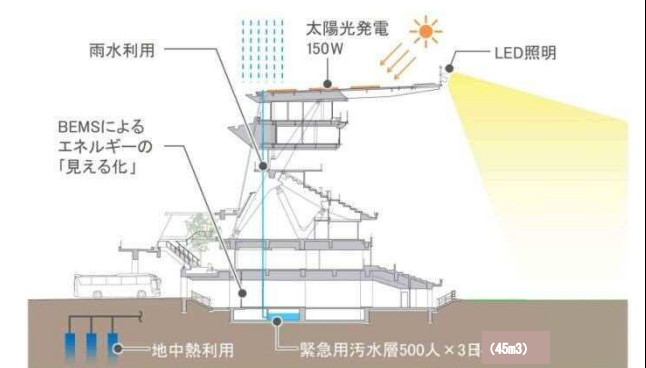 太陽光発電
150W
雨水利用
LED照明
BEMSによる
エネルギーの
「見える化」
地中熱利用
緊急用汚水層500人×3日 (45m3)